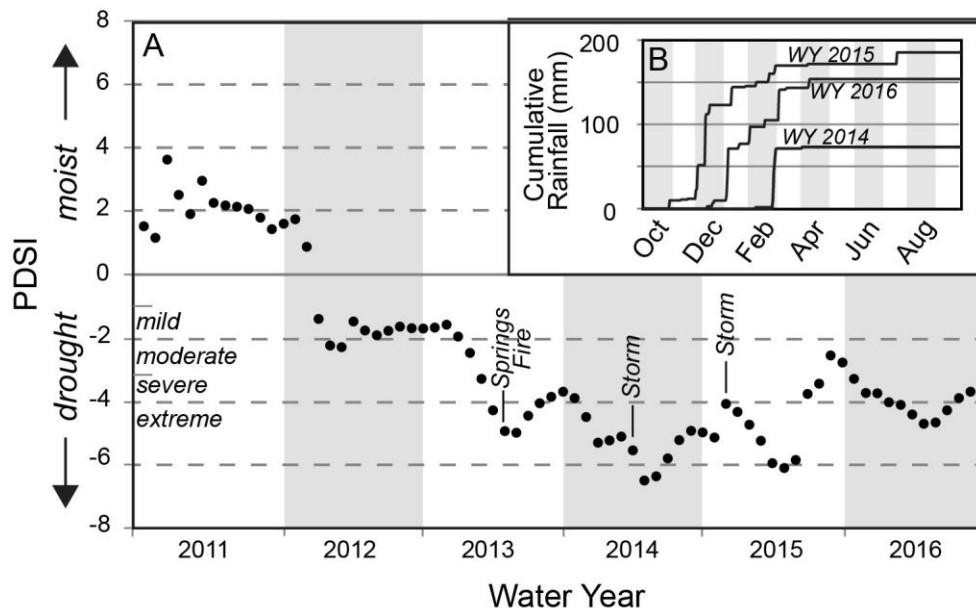 A
8
6
4
2
0
-2
-4
-6
-8
PDSI
moist
drought
mild
moderate
severe
extreme
Springs
Fire
Storm
Storm
2011
2012
2013
2014
2015
2016
Water Year
B
Cumulative
Rainfall (mm)
200
100
0
WY 2015
WY 2016
WY 2014
Oct
Dec
Feb
Apr
Jun
Aug